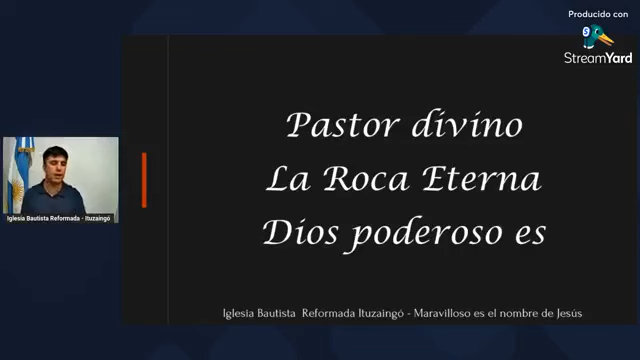 Producido con
StreamYard
Pastor divino
La Roca Eterna
Dios poderoso es
Iglesia Bautista Reformada - Ituzaingó
Iglesia Bautista Reformada Ituzaingó - Maravilloso es el nombre de Jesús